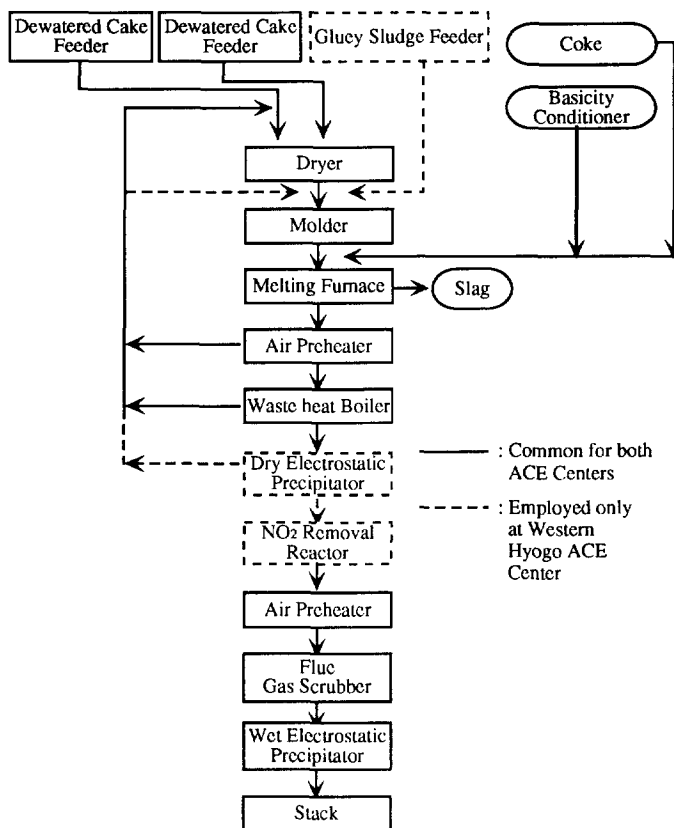 Dewatered Cake
Feeder
Dewatered Cake
Feeder
Gluey Sludge Feeder
Coke
Basicity
Conditioner
Dryer
Molder
Melting Furnace
Slag
Air Preheater
Waste heat Boiler
Dry Electrostatic
Precipitator
NO2 Removal
Reactor
Air Preheater
Flue
Gas Scrubber
Wet Electrostatic
Precipitator
Stack
: Common for both
ACE Centers
: Employed only
at Western
Hyogo ACE
Center